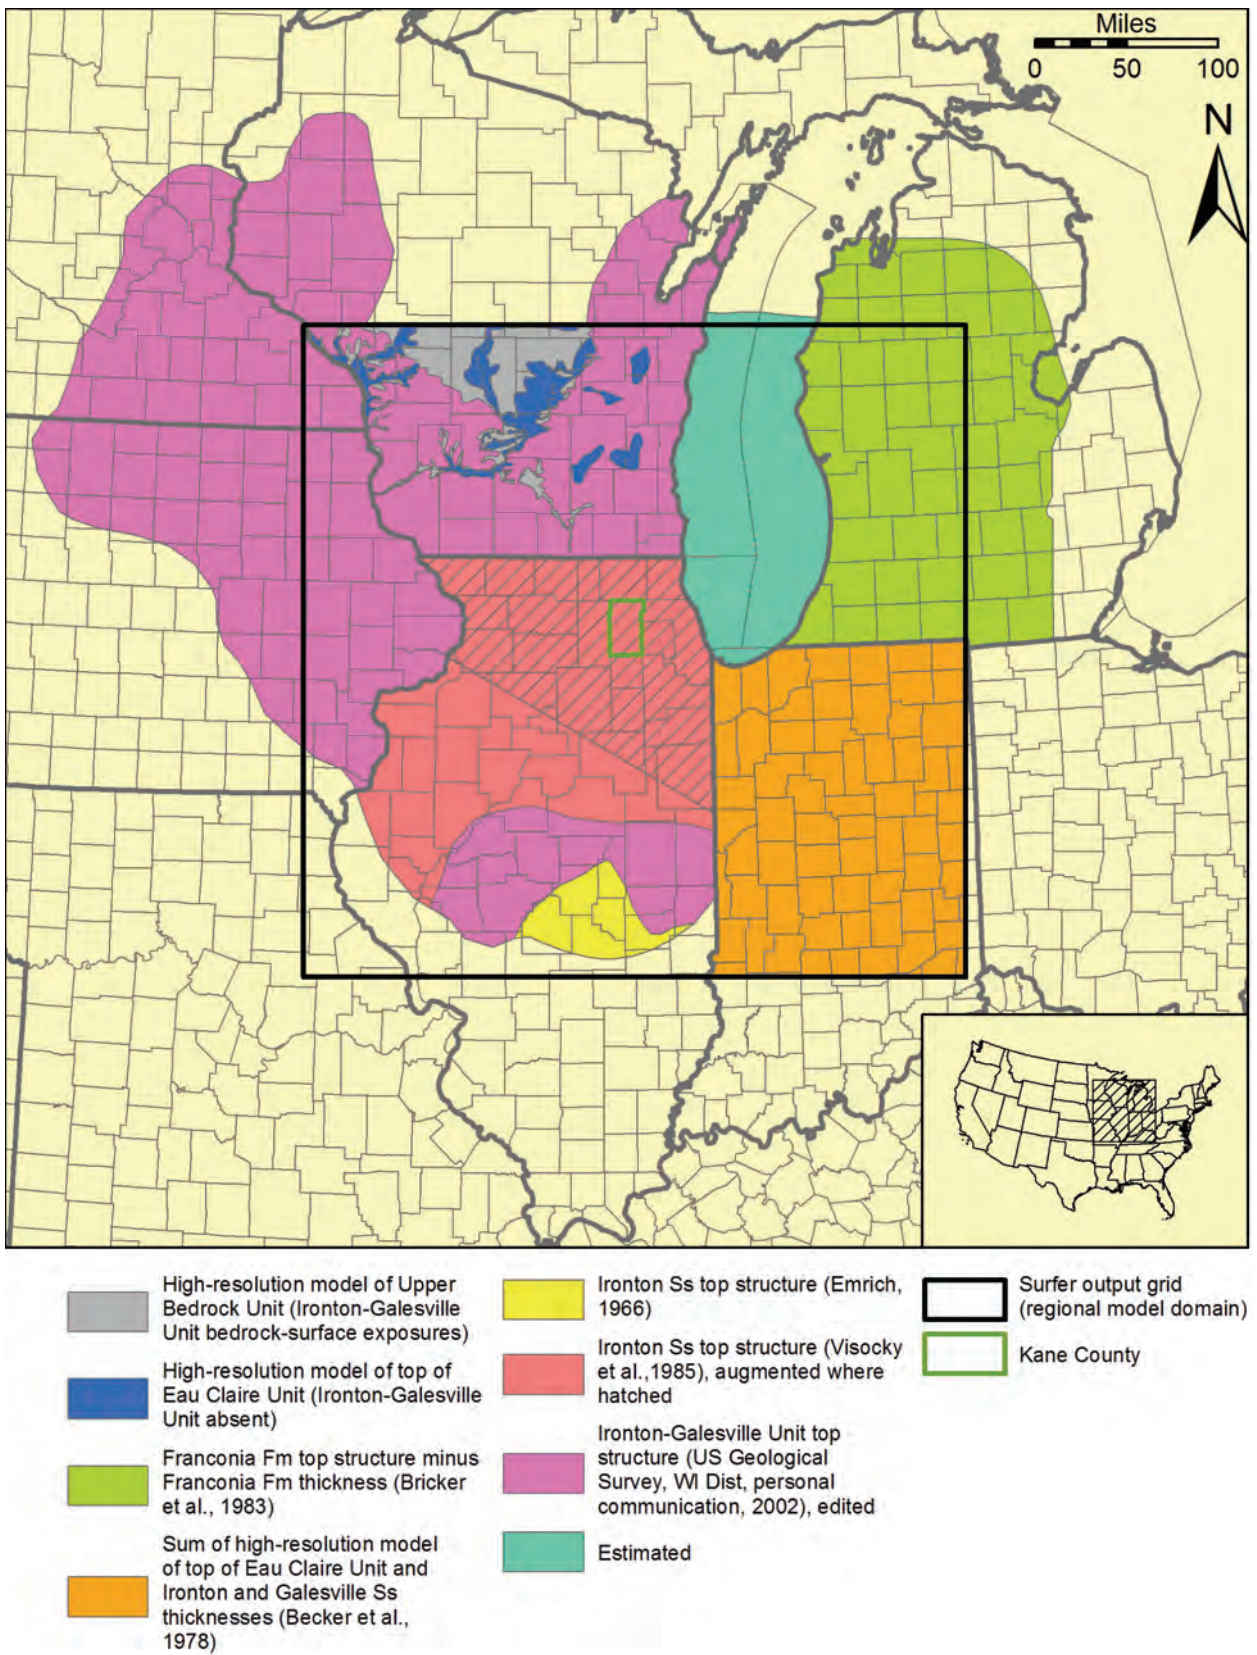 Miles
0 50 100
N
High-resolution model of Upper
Bedrock Unit (Ironton-Galesville
Unit bedrock-surface exposures)
High-resolution model of top of
Eau Claire Unit (Ironton-Galesville
Unit absent)
Franconia Fm top structure minus
Franconia Fm thickness (Bricker
et al., 1983)
Sum of high-resolution model
of top of Eau Claire Unit and
Ironton and Galesville Ss
thicknesses (Becker et al.,
1978)
Ironton Ss top structure (Emrich,
1966)
Ironton Ss top structure (Visocky
et al.,1985), augmented where
hatched
Ironton-Galesville Unit top
structure (US Geological
Survey, WI Dist, personal
communication, 2002), edited
Estimated
Surfer output grid
(regional model domain)
Kane County